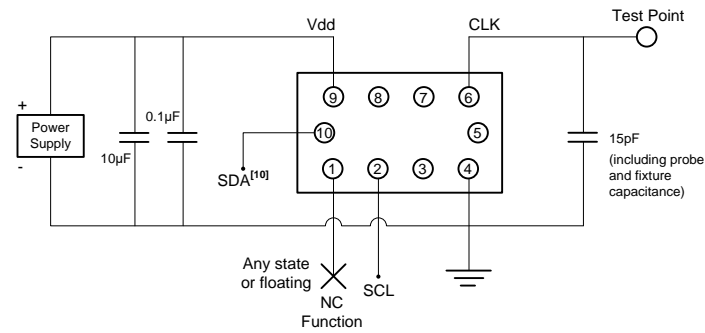 Test Point
Vdd
CLK
+
Power
Supply
-
10µF
0.1µF
9
8
7
6
10
5
1
2
3
4
SDA[10]
15pF
(including probe
and fixture
capacitance)
Any state
or floating
NC
Function
SCL